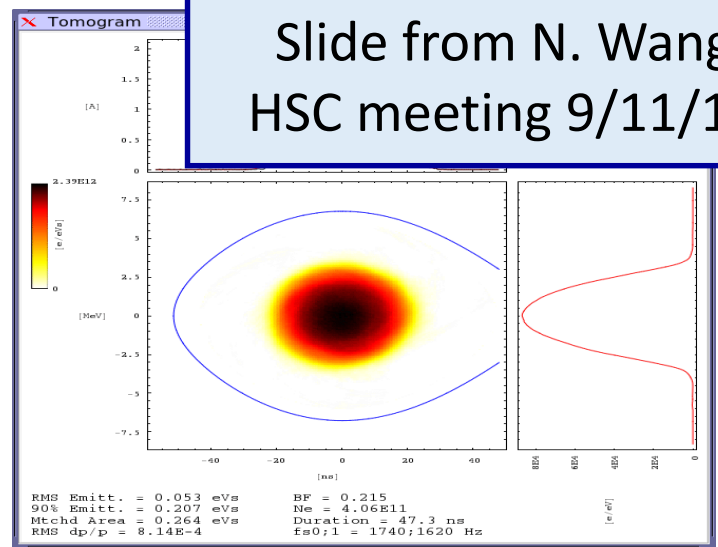 Tomogram
Slide from N. Wang
HSC meeting 9/11/1
2
1.5
[A]
1
0.5
0
2.39E12
[e/eVs]
0
7.5
5
2.5
[MeV]
0
-2.5
-5
-7.5
-40 -20 0 20 40
[ns]
8E4 6E4 4E4 2E4 0
[e/eV]
RMS Emitt. = 0.053 eVs BF = 0.215
90% Emitt. = 0.207 eVs Ne = 4.06E11
Mtchd Area = 0.264 eVs Duration = 47.3 ns
RMS dp/p = 8.14E-4 fs0;1 = 1740;1620 Hz